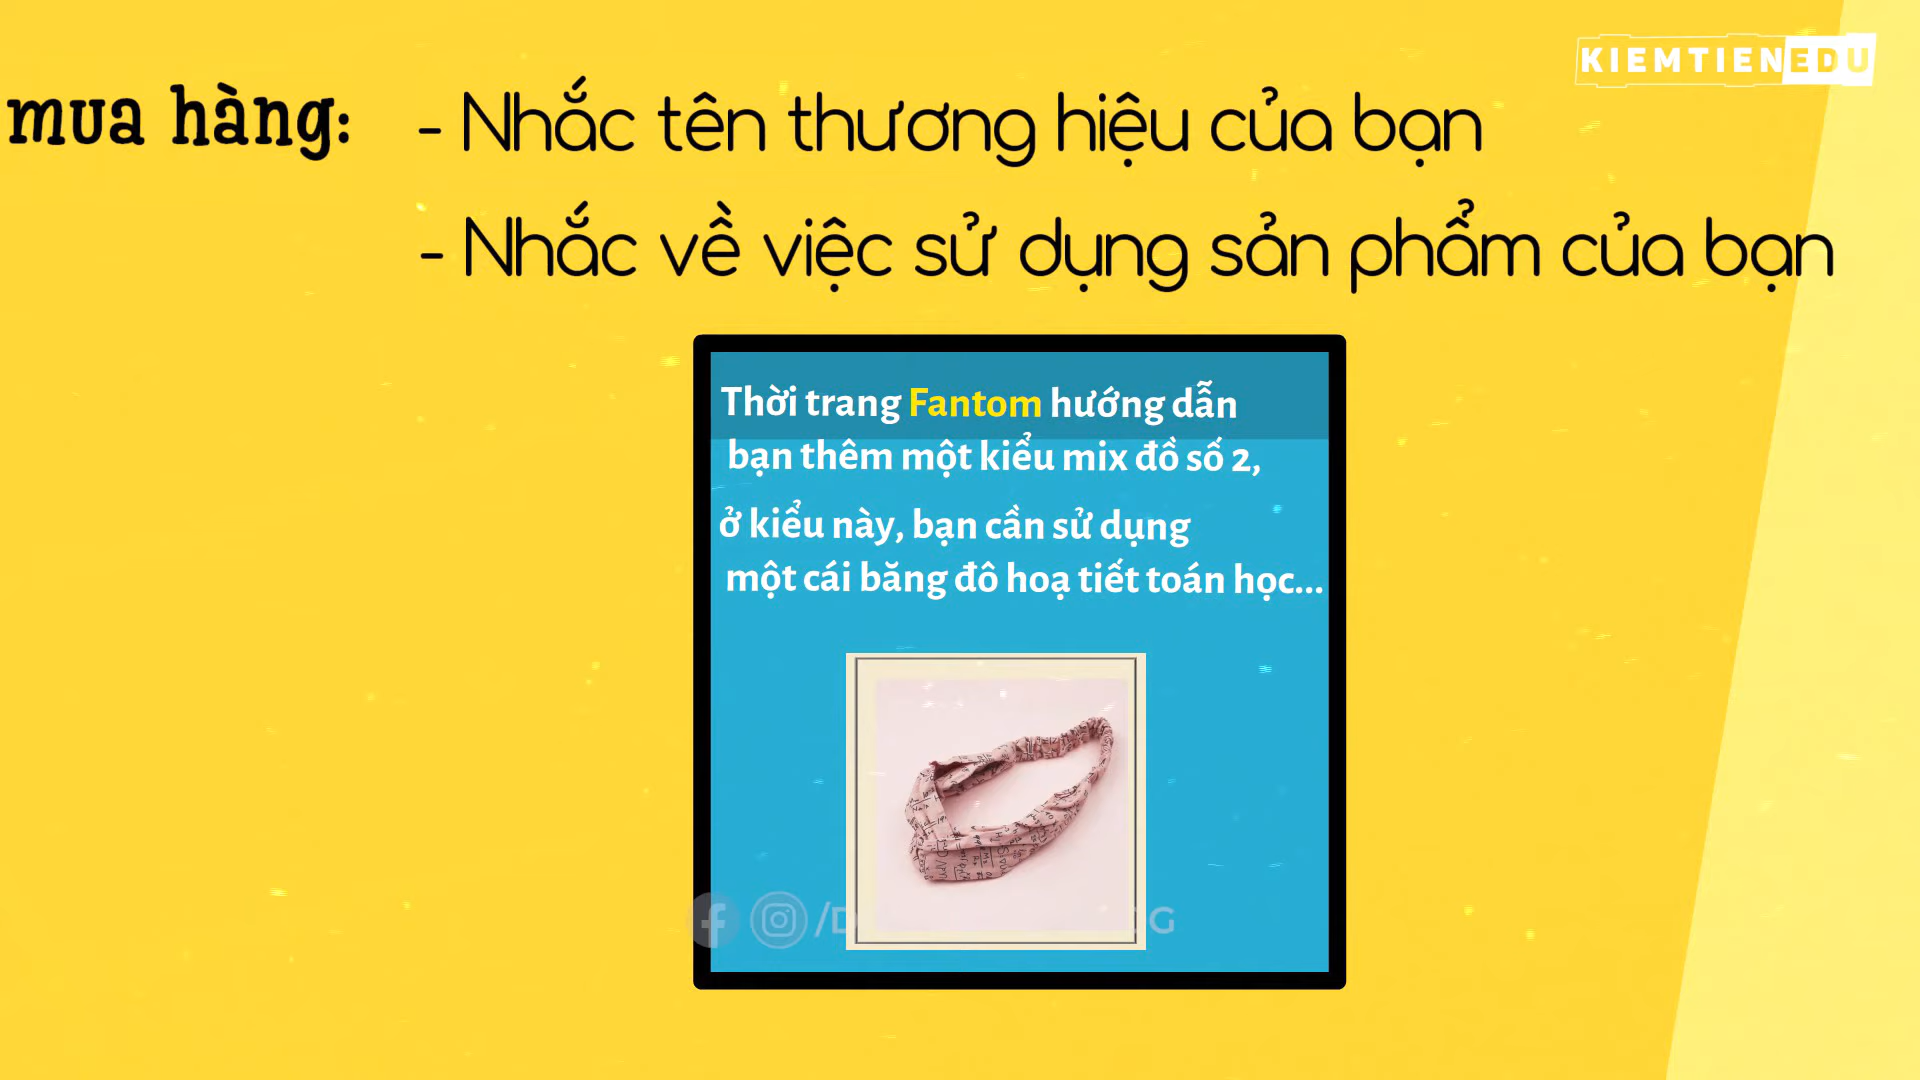 KIEMTIENEDU
mua hàng: - Nhắc tên thương hiệu của bạn
- Nhắc về việc sử dụng sản phẩm của bạn
Thời trang Fantom hướng dẫn
bạn thêm một kiểu mix đồ số 2,
ở kiểu này, bạn cần sử dụng
một cái băng đô hoạ tiết toán học...